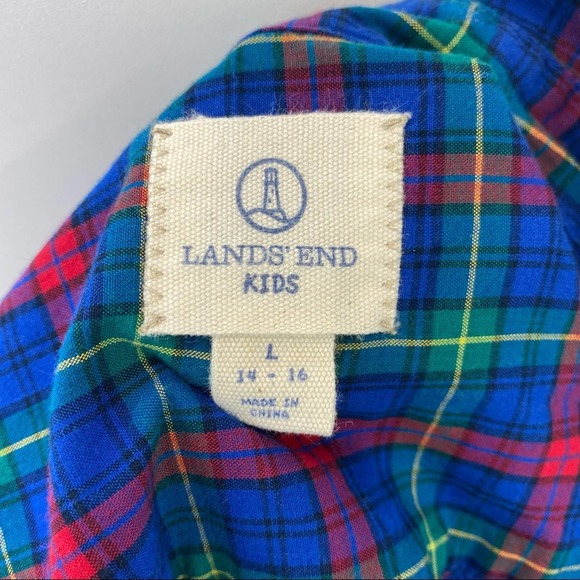 LANDS' END
KIDS
L
14 - 16
MADE IN
CHINA